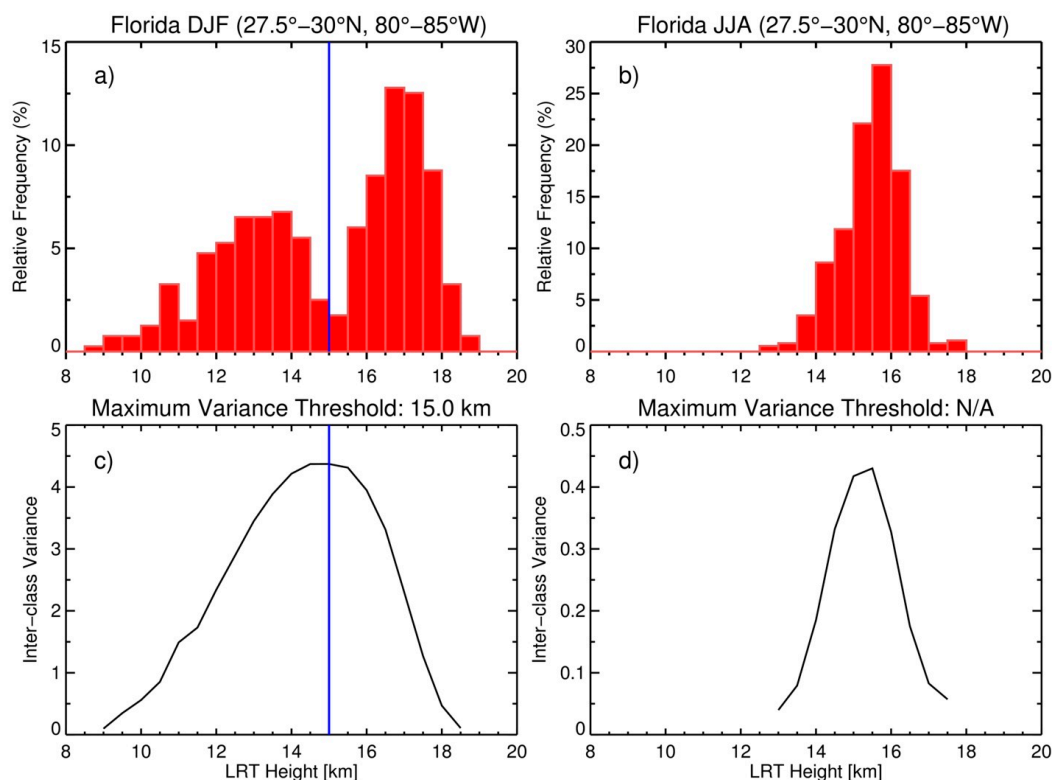 Florida DJF (27.5°−30°N, 80°−85°W)
a)
Relative Frequency (%)
15
10
5
0
8 10 12 14 16 18 20
Florida JJA (27.5°−30°N, 80°−85°W)
b)
Relative Frequency (%)
30
25
20
15
10
5
0
8 10 12 14 16 18 20
Maximum Variance Threshold: 15.0 km
c)
Inter−class Variance
5
4
3
2
1
0
8 10 12 14 16 18 20
LRT Height [km]
Maximum Variance Threshold: N/A
d)
Inter−class Variance
0.5
0.4
0.3
0.2
0.1
0
8 10 12 14 16 18 20
LRT Height [km]